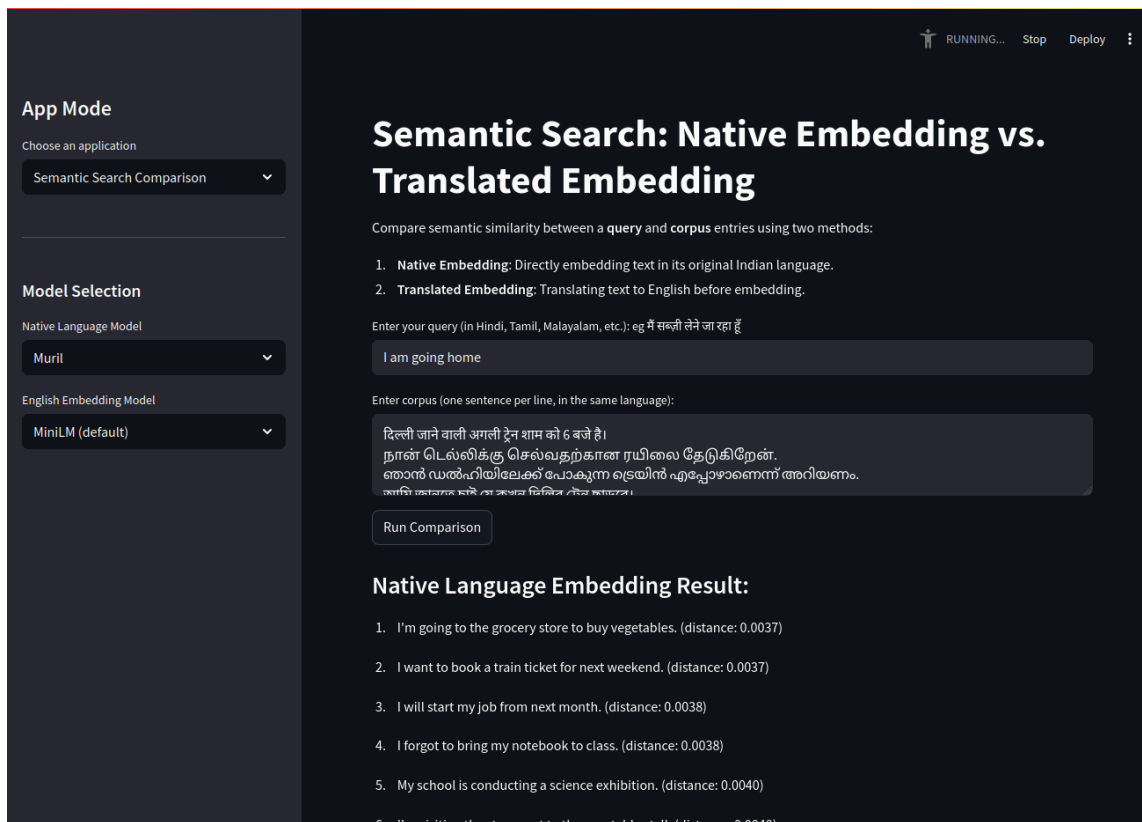 RUNNING...
Stop
Deploy
App Mode
Choose an application
Semantic Search Comparison
Model Selection
Native Language Model
Muril
English Embedding Model
MiniLM (default)
Semantic Search: Native Embedding vs.
Translated Embedding
Compare semantic similarity between a query and corpus entries using two methods:
1. Native Embedding: Directly embedding text in its original Indian language.
2. Translated Embedding: Translating text to English before embedding.
Enter your query (in Hindi, Tamil, Malayalam, etc.): eg मैं सब्ज़ी लेने जा रहा हूँ
I am going home
Enter corpus (one sentence per line, in the same language):
दिल्ली जाने वाली अगली ट्रेन शाम को 6 बजे है।
நான் டெல்லிக்கு செல்வதற்கான ரயிலை தேடுகிறேன்.
ഞാൻ ഡൽഹിയിലേക്ക് പോകുന്ന ട്രെയിൻ എപ്പോഴാണെന്ന് അറിയണം.
Run Comparison
Native Language Embedding Result:
1. I'm going to the grocery store to buy vegetables. (distance: 0.0037)
2. I want to book a train ticket for next weekend. (distance: 0.0037)
3. I will start my job from next month. (distance: 0.0038)
4. I forgot to bring my notebook to class. (distance: 0.0038)
5. My school is conducting a science exhibition. (distance: 0.0040)